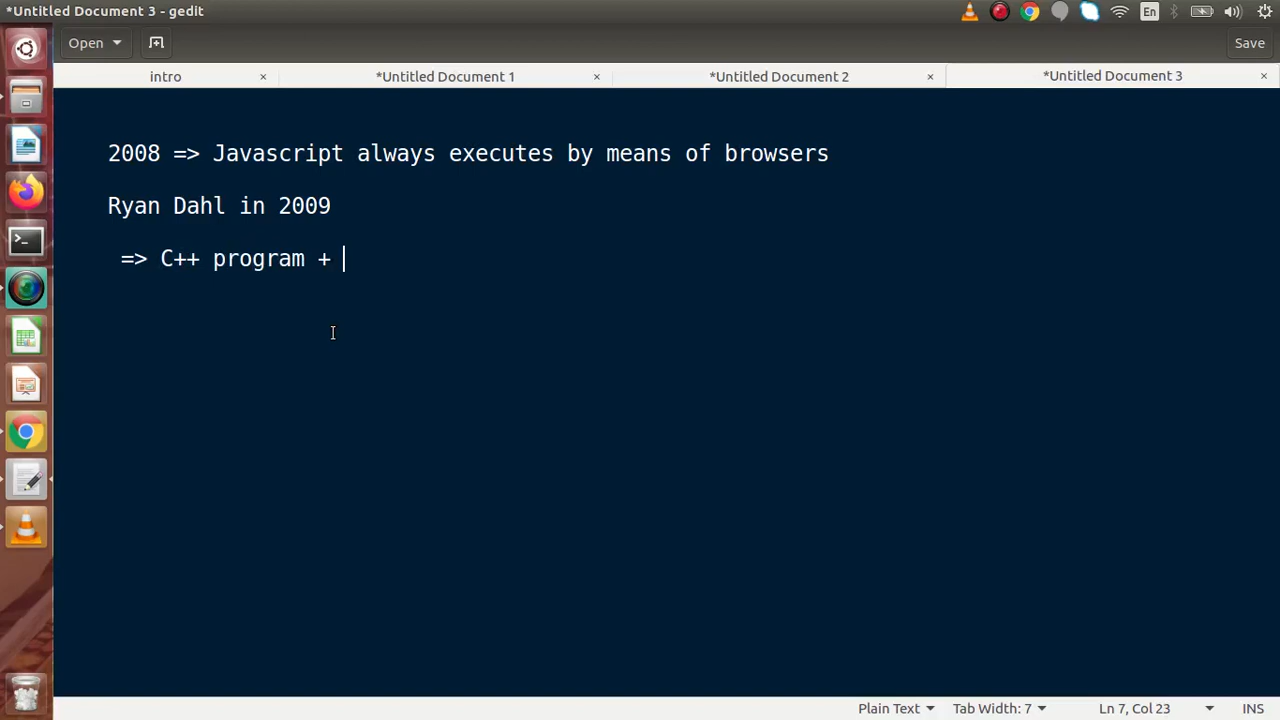 *Untitled Document 3 - gedit
En
Open
Save
intro × *Untitled Document 1 × *Untitled Document 2 × *Untitled Document 3 ×
2008 => Javascript always executes by means of browsers
Ryan Dahl in 2009
=> C++ program +
Plain Text Tab Width: 7 Ln 7, Col 23 INS